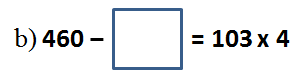 b) 460 – = 103 x 4